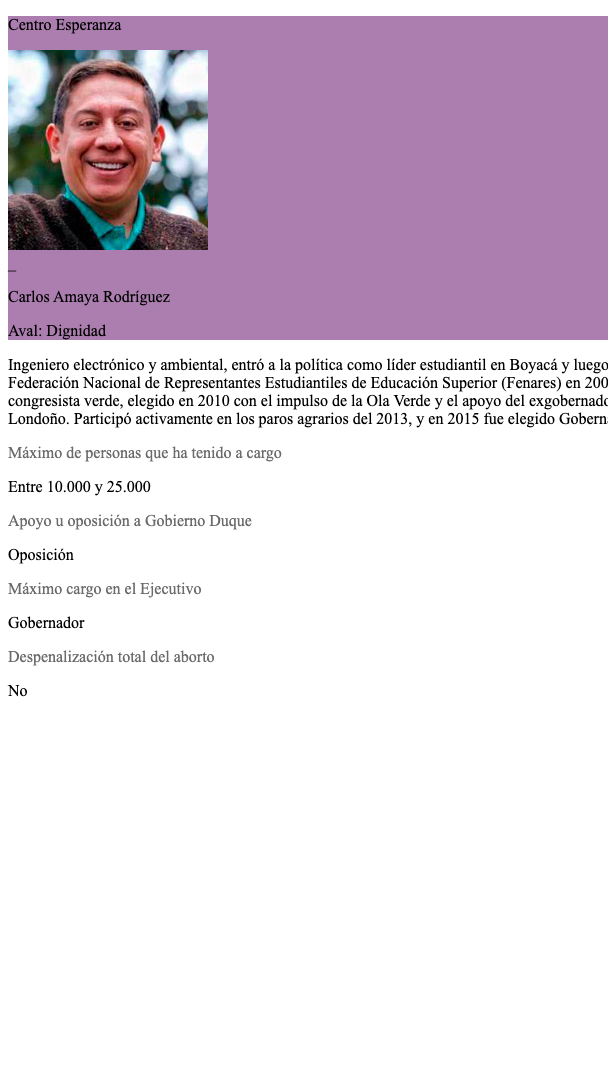 Centro Esperanza
_
Carlos Amaya Rodríguez
Aval: Dignidad
Ingeniero electrónico y ambiental, entró a la política como líder estudiantil en Boyacá y luego
Federación Nacional de Representantes Estudiantiles de Educación Superior (Fenares) en 200
congresista verde, elegido en 2010 con el impulso de la Ola Verde y el apoyo del exgobernado
Londoño. Participó activamente en los paros agrarios del 2013, y en 2015 fue elegido Gobern
Máximo de personas que ha tenido a cargo
Entre 10.000 y 25.000
Apoyo u oposición a Gobierno Duque
Oposición
Máximo cargo en el Ejecutivo
Gobernador
Despenalización total del aborto
No